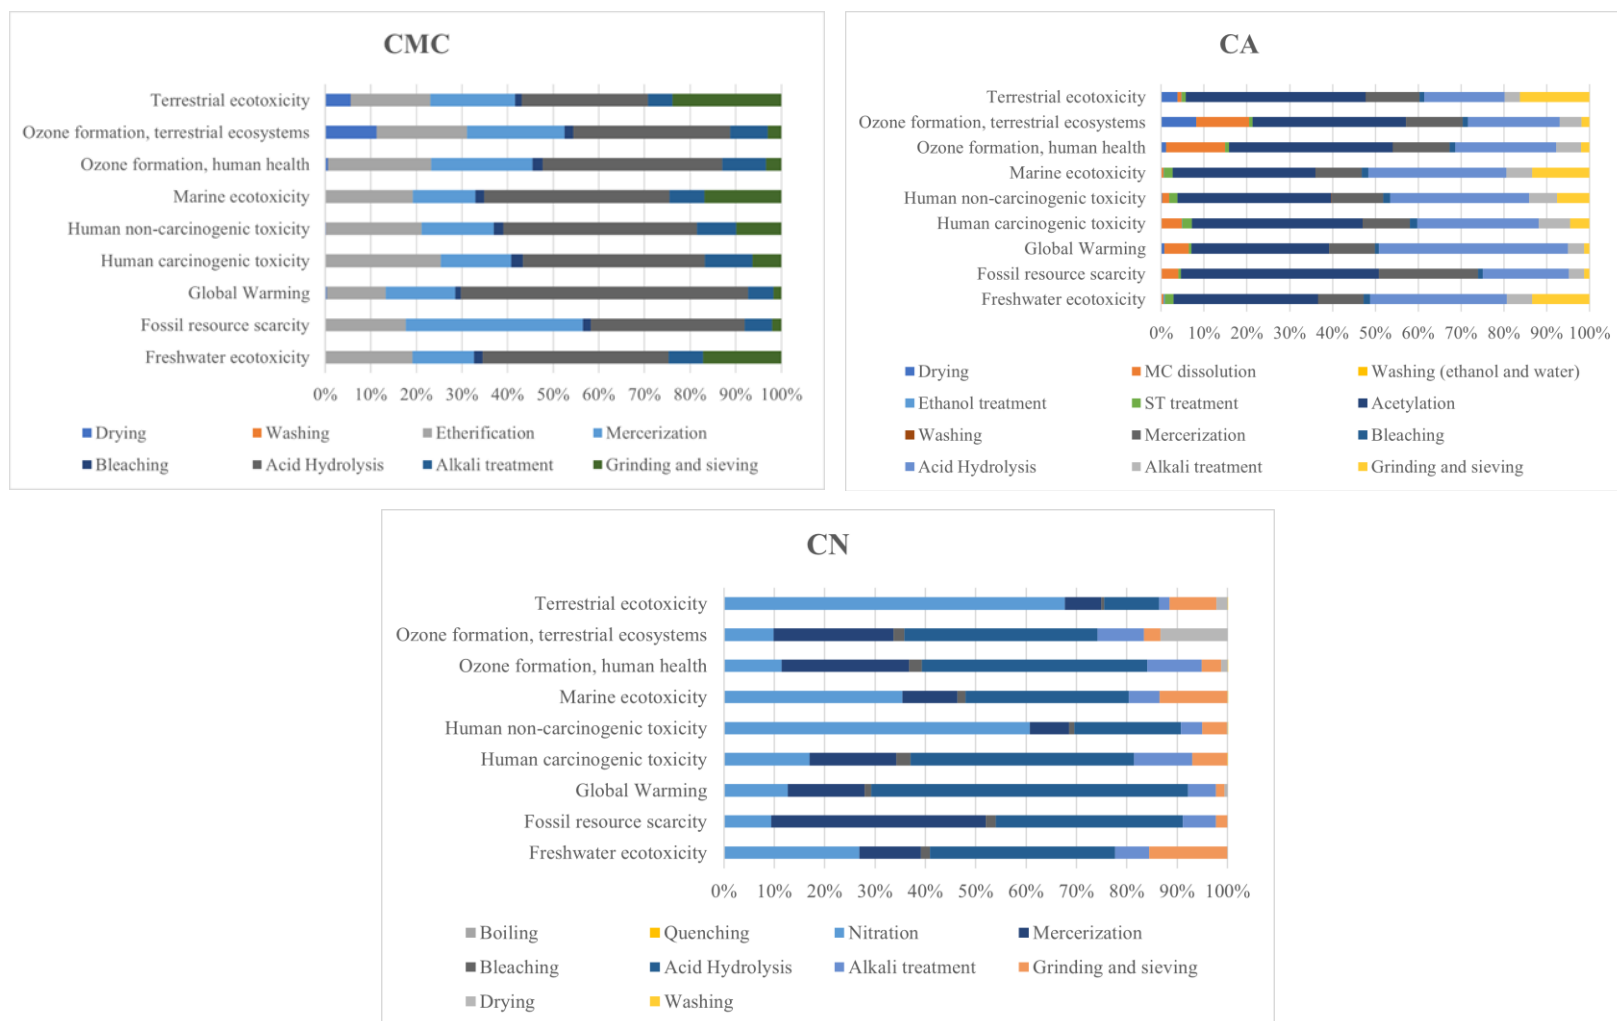 CMC
Terrestrial ecotoxicity
Ozone formation, terrestrial ecosystems
Ozone formation, human health
Marine ecotoxicity
Human non-carcinogenic toxicity
Human carcinogenic toxicity
Global Warming
Fossil resource scarcity
Freshwater ecotoxicity
0% 10% 20% 30% 40% 50% 60% 70% 80% 90% 100%
Drying Washing Etherification Mercerization
Bleaching Acid Hydrolysis Alkali treatment Grinding and sieving
CA
Terrestrial ecotoxicity
Ozone formation, terrestrial ecosystems
Ozone formation, human health
Marine ecotoxicity
Human non-carcinogenic toxicity
Human carcinogenic toxicity
Global Warming
Fossil resource scarcity
Freshwater ecotoxicity
0% 10% 20% 30% 40% 50% 60% 70% 80% 90% 100%
Drying MC dissolution Washing (ethanol and water)
Ethanol treatment ST treatment Acetylation
Washing Mercerization Bleaching
Acid Hydrolysis Alkali treatment Grinding and sieving
CN
Terrestrial ecotoxicity
Ozone formation, terrestrial ecosystems
Ozone formation, human health
Marine ecotoxicity
Human non-carcinogenic toxicity
Human carcinogenic toxicity
Global Warming
Fossil resource scarcity
Freshwater ecotoxicity
0% 10% 20% 30% 40% 50% 60% 70% 80% 90% 100%
Boiling Quenching Nitration Mercerization
Bleaching Acid Hydrolysis Alkali treatment Grinding and sieving
Drying Washing